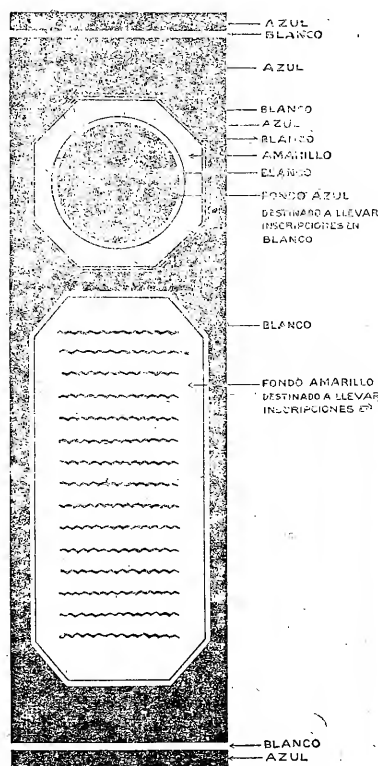 AZUL
BLANCO
AZUL
BLANCO
AZUL
BLANCO
AMARILLO
BLANCO
FONDO AZUL
DESTINADO A LLEVAR
INSCRIPCIONES EN
BLANCO
BLANCO
FONDO AMARILLO
DESTINADO A LLEVAR
INSCRIPCIONES
BLANCO
AZUL